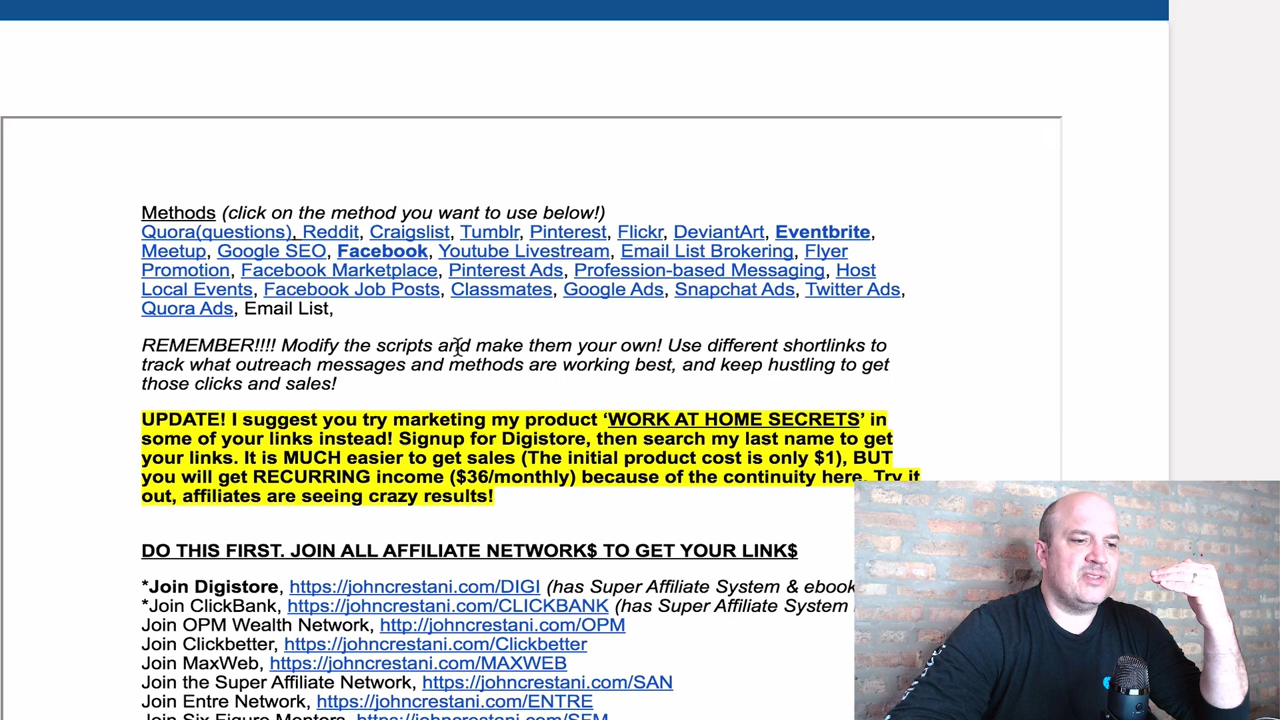 Methods (click on the method you want to use below!)
Quora(questions), Reddit, Craigslist, Tumblr, Pinterest, Flickr, DeviantArt, Eventbrite,
Meetup, Google SEO, Facebook, Youtube Livestream, Email List Brokering, Flyer
Promotion, Facebook Marketplace, Pinterest Ads, Profession-based Messaging, Host
Local Events, Facebook Job Posts, Classmates, Google Ads, Snapchat Ads, Twitter Ads,
Quora Ads, Email List,
REMEMBER!!!! Modify the scripts and make them your own! Use different shortlinks to
track what outreach messages and methods are working best, and keep hustling to get
those clicks and sales!
UPDATE! I suggest you try marketing my product ‘WORK AT HOME SECRETS’ in
some of your links instead! Signup for Digistore, then search my last name to get
your links. It is MUCH easier to get sales (The initial product cost is only $1), BUT
you will get RECURRING income ($36/monthly) because of the continuity here. Try it
out, affiliates are seeing crazy results!
DO THIS FIRST. JOIN ALL AFFILIATE NETWORK$ TO GET YOUR LINK$
*Join Digistore, https://johncrestani.com/DIGI (has Super Affiliate System & ebook
*Join ClickBank, https://johncrestani.com/CLICKBANK (has Super Affiliate System
Join OPM Wealth Network, http://johncrestani.com/OPM
Join Clickbetter, https://johncrestani.com/Clickbetter
Join MaxWeb, https://johncrestani.com/MAXWEB
Join the Super Affiliate Network, https://johncrestani.com/SAN
Join Entre Network, https://johncrestani.com/ENTRE
Join Six Figure Mentors, https://johncrestani.com/SFM